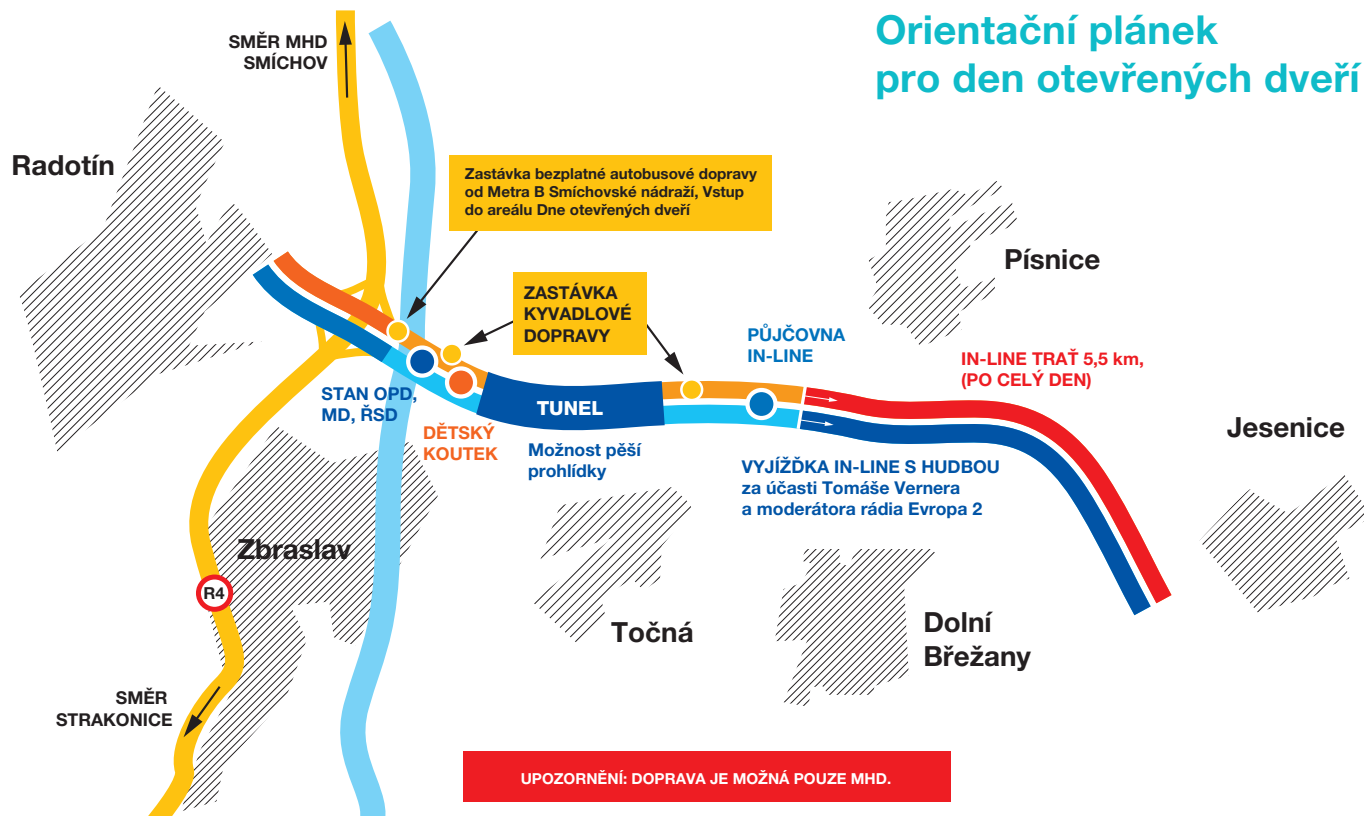 Orientační plánek
pro den otevřených dveří
SMĚR MHD
SMÍCHOV
Radotín
Zastávka bezplatné autobusové dopravy
od Metra B Smíchovské nádraží, Vstup
do areálu Dne otevřených dveří
Písnice
ZASTÁVKA
KYVADLOVÉ
DOPRAVY
PŮJČOVNA
IN-LINE
IN-LINE TRAŤ 5,5 km,
(PO CELÝ DEN)
STAN OPD,
MD, ŘSD
TUNEL
DĚTSKÝ
KOUTEK
Možnost pěší
prohlídky
VYJÍŽĎKA IN-LINE S HUDBOU
za účasti Tomáše Vernera
a moderátora rádia Evropa 2
Jesenice
Zbraslav
R4
Točná
Dolní
Břežany
SMĚR
STRAKONICE
UPOZORNĚNÍ: DOPRAVA JE MOŽNÁ POUZE MHD.